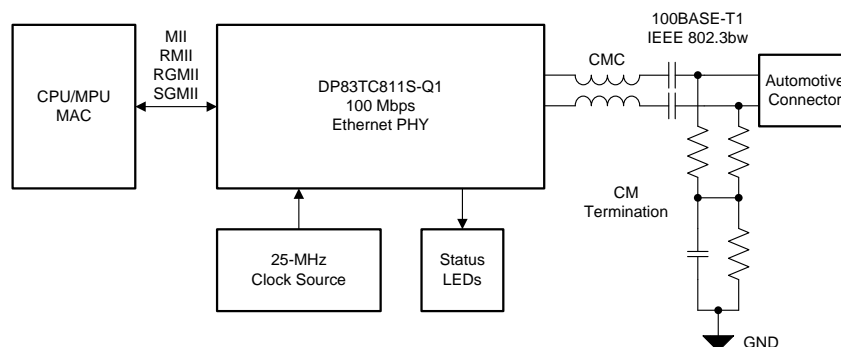 100BASE-T1
IEEE 802.3bw
MII
RMII
RGMII
SGMII
CPU/MPU
MAC
DP83TC811S-Q1
100 Mbps
Ethernet PHY
CMC
Automotive
Connector
CM
Termination
25-MHz
Clock Source
Status
LEDs
GND